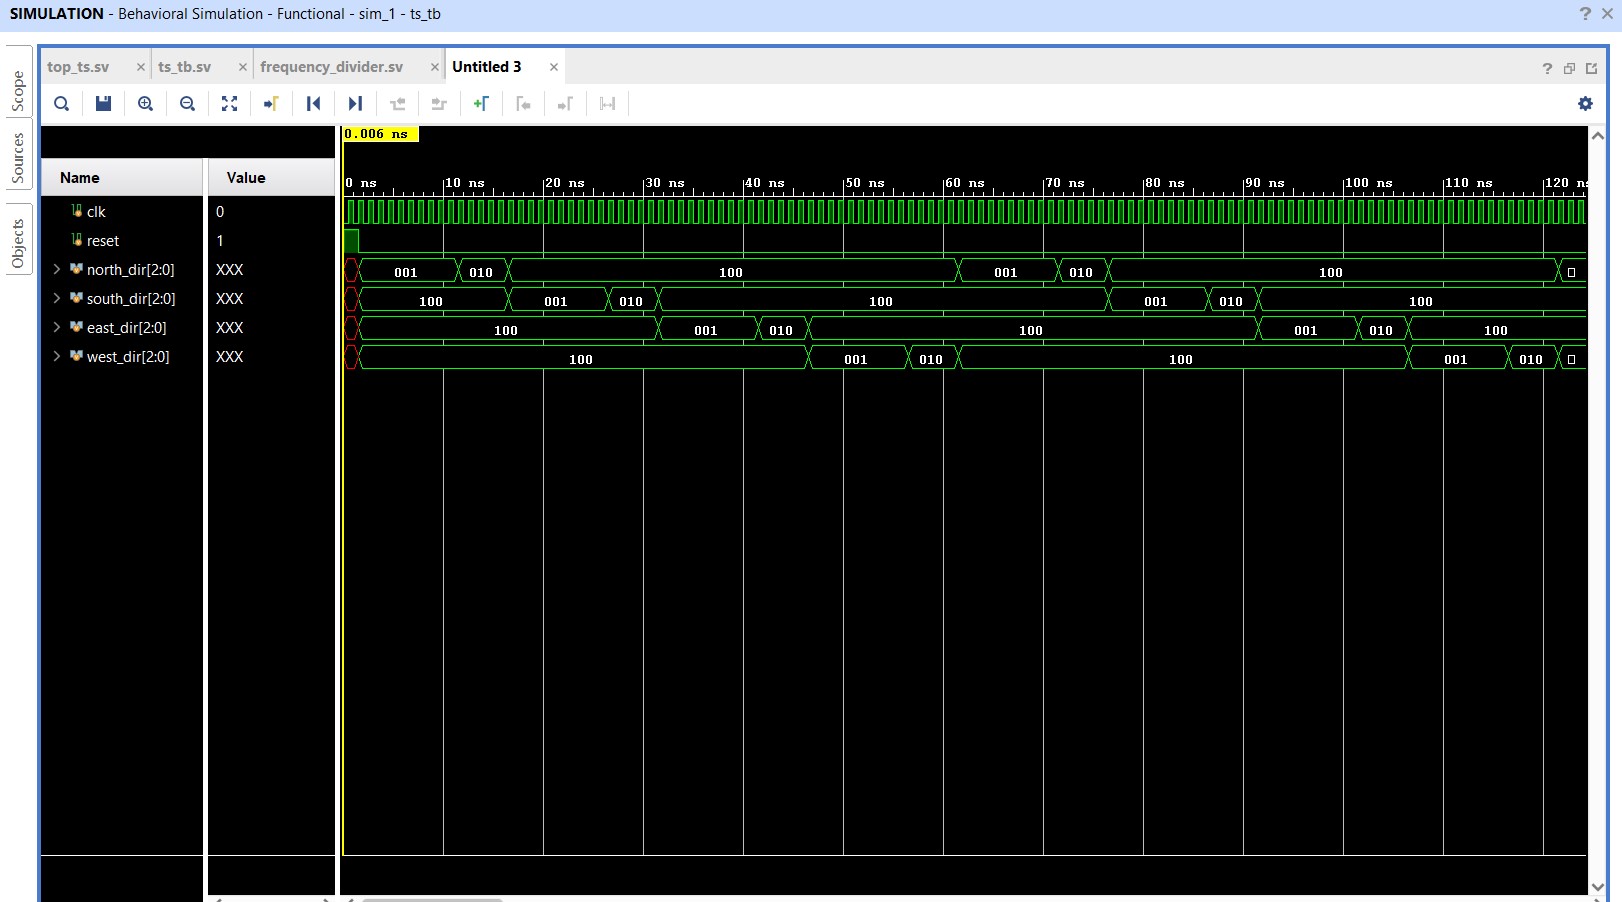 SIMULATION - Behavioral Simulation - Functional - sim_1 - ts_tb
? ×
Scope
Sources
Objects
top_ts.sv × ts_tb.sv × frequency_divider.sv × Untitled 3 ×
?
0.006 ns
Name Value
0 ns 10 ns 20 ns 30 ns 40 ns 50 ns 60 ns 70 ns 80 ns 90 ns 100 ns 110 ns 120 ns
clk 0
reset 1
north_dir[2:0] XXX 001 010 100 001 010 100
south_dir[2:0] XXX 100 001 010 100 001 010 100
east_dir[2:0] XXX 100 001 010 100 001 010 100
west_dir[2:0] XXX 100 001 010 100 001 010